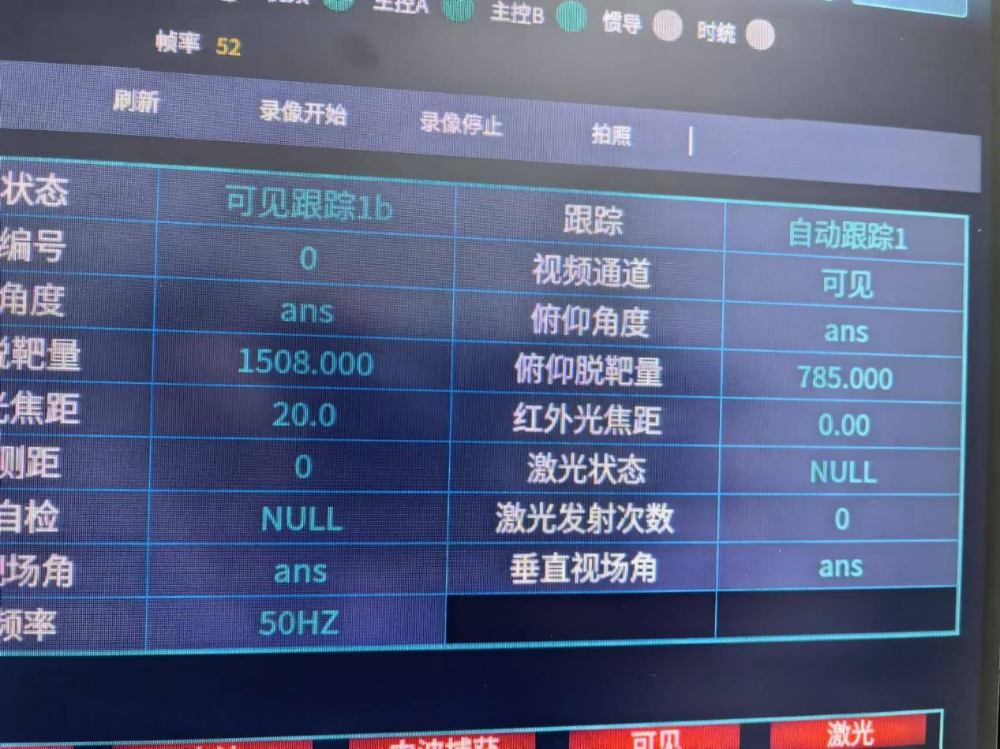 主控A 主控B 惯导 时统
帧率 52
刷新 录像开始 录像停止 拍照
状态 可见跟踪1b 跟踪 自动跟踪1
编号 0 视频通道 可见
角度 ans 俯仰角度 ans
脱靶量 1508.000 俯仰脱靶量 785.000
光焦距 20.0 红外光焦距 0.00
测距 0 激光状态 NULL
自检 NULL 激光发射次数 0
视场角 ans 垂直视场角 ans
频率 50HZ
可见 激光